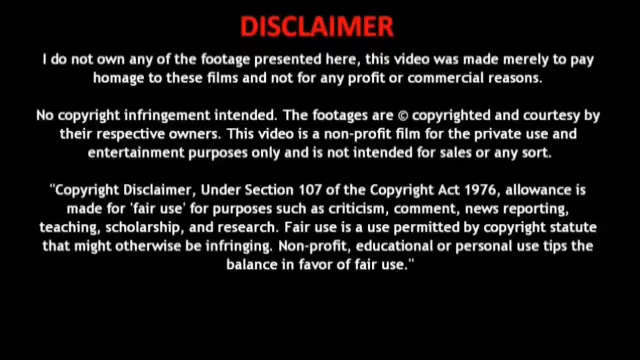 DISCLAIMER
I do not own any of the footage presented here, this video was made merely to pay
homage to these films and not for any profit or commercial reasons.
No copyright infringement intended. The footages are © copyrighted and courtesy by
their respective owners. This video is a non-profit film for the private use and
entertainment purposes only and is not intended for sales or any sort.
"Copyright Disclaimer, Under Section 107 of the Copyright Act 1976, allowance is
made for 'fair use' for purposes such as criticism, comment, news reporting,
teaching, scholarship, and research. Fair use is a use permitted by copyright statute
that might otherwise be infringing. Non-profit, educational or personal use tips the
balance in favor of fair use."